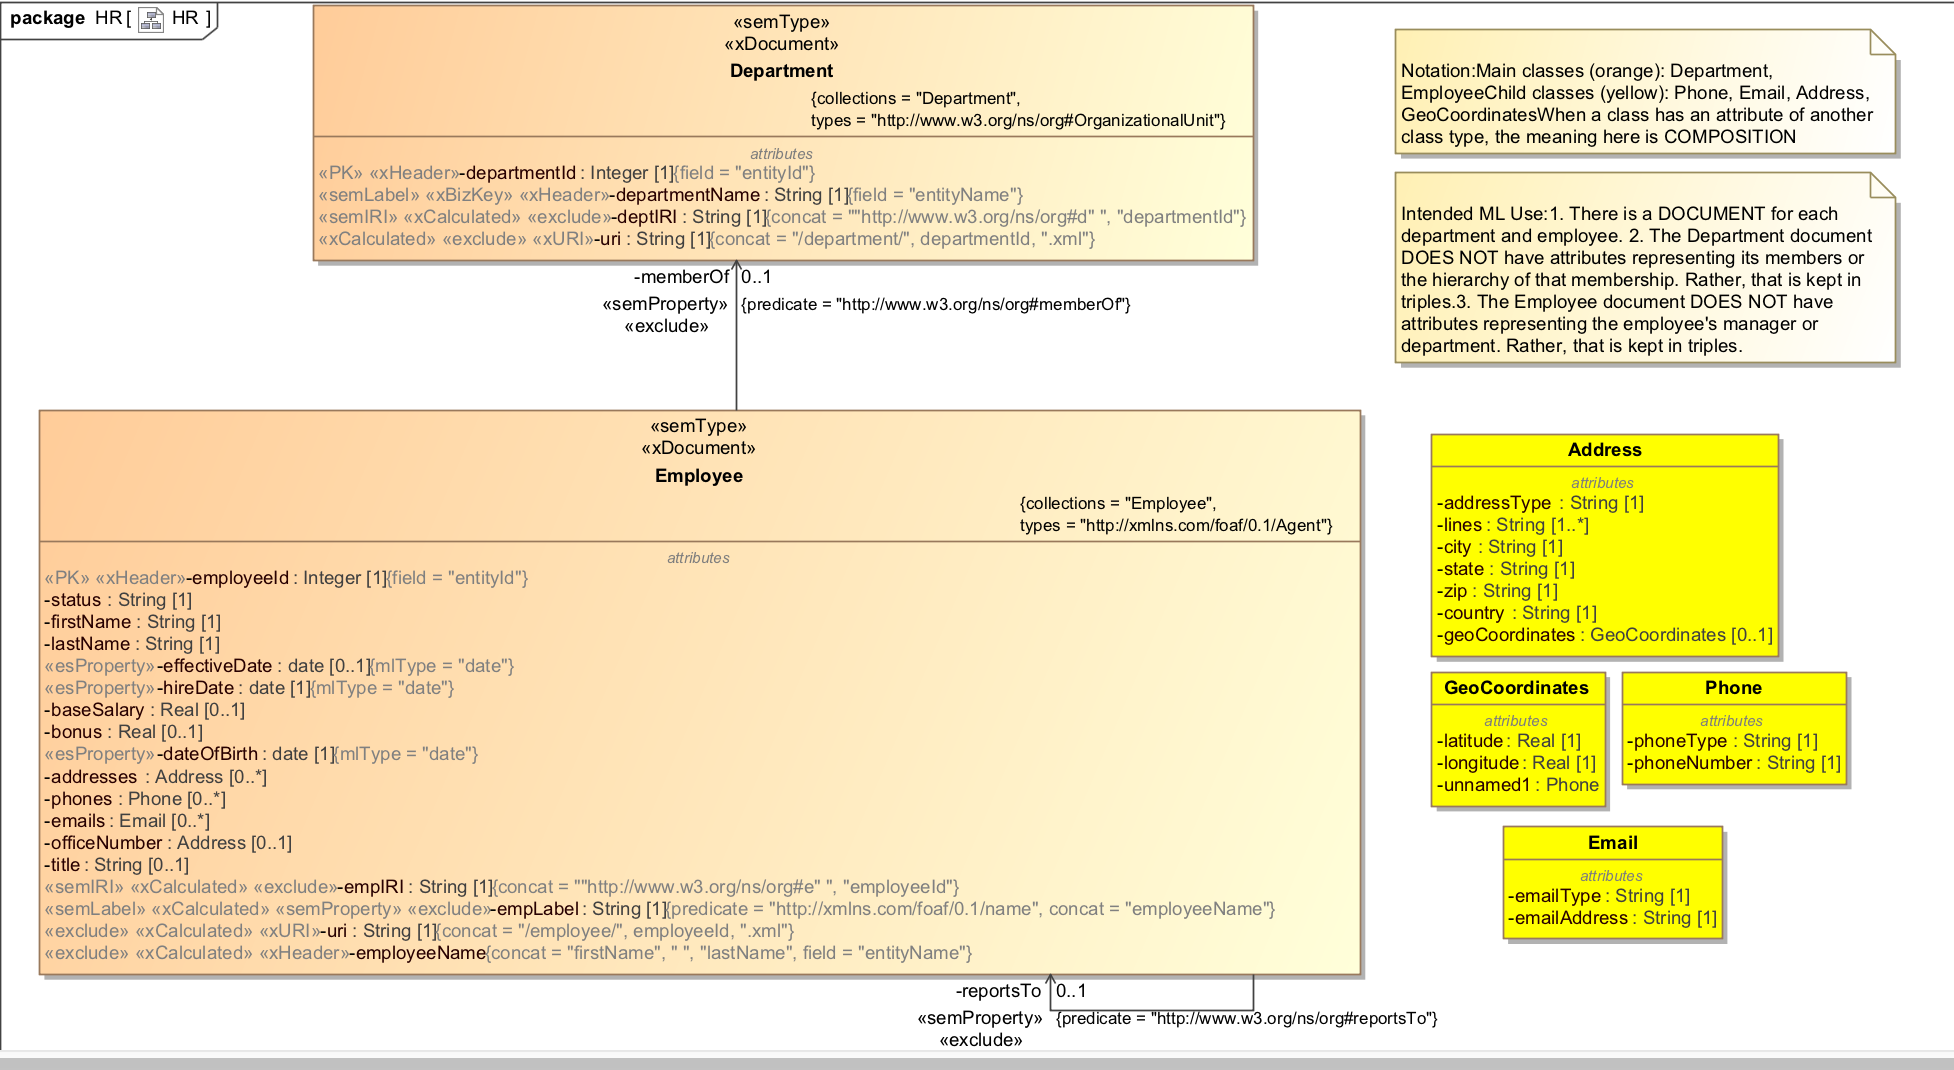 package HR [ HR ]
«semType»
«xDocument»
Department
{collections = "Department",
types = "http://www.w3.org/ns/org#OrganizationalUnit"}
attributes
«PK» «xHeader»-departmentId : Integer [1]{field = "entityId"}
«semLabel» «xBizKey» «xHeader»-departmentName : String [1]{field = "entityName"}
«semIRI» «xCalculated» «exclude»-deptIRI : String [1]{concat = ""http://www.w3.org/ns/org#d" ", "departmentId"}
«xCalculated» «exclude» «xURI»-uri : String [1]{concat = "/department/", departmentId, ".xml"}
-memberOf 0..1
«semProperty» {predicate = "http://www.w3.org/ns/org#memberOf"}
«exclude»
Notation:Main classes (orange): Department,
EmployeeChild classes (yellow): Phone, Email, Address,
GeoCoordinatesWhen a class has an attribute of another
class type, the meaning here is COMPOSITION
Intended ML Use:1. There is a DOCUMENT for each
department and employee. 2. The Department document
DOES NOT have attributes representing its members or
the hierarchy of that membership. Rather, that is kept in
triples.3. The Employee document DOES NOT have
attributes representing the employee's manager or
department. Rather, that is kept in triples.
«semType»
«xDocument»
Employee
{collections = "Employee",
types = "http://xmlns.com/foaf/0.1/Agent"}
attributes
«PK» «xHeader»-employeeId : Integer [1]{field = "entityId"}
-status : String [1]
-firstName : String [1]
-lastName : String [1]
«esProperty»-effectiveDate : date [0..1]{mlType = "date"}
«esProperty»-hireDate : date [1]{mlType = "date"}
-baseSalary : Real [0..1]
-bonus : Real [0..1]
«esProperty»-dateOfBirth : date [1]{mlType = "date"}
-addresses : Address [0..*]
-phones : Phone [0..*]
-emails : Email [0..*]
-officeNumber : Address [0..1]
-title : String [0..1]
«semIRI» «xCalculated» «exclude»-empIRI : String [1]{concat = ""http://www.w3.org/ns/org#e" ", "employeeId"}
«semLabel» «xCalculated» «semProperty» «exclude»-empLabel : String [1]{predicate = "http://xmlns.com/foaf/0.1/name", concat = "employeeName"}
«exclude» «xCalculated» «xURI»-uri : String [1]{concat = "/employee/", employeeId, ".xml"}
«exclude» «xCalculated» «xHeader»-employeeName{concat = "firstName", " ", "lastName", field = "entityName"}
-reportsTo 0..1
«semProperty» {predicate = "http://www.w3.org/ns/org#reportsTo"}
«exclude»
Address
attributes
-addressType : String [1]
-lines : String [1..*]
-city : String [1]
-state : String [1]
-zip : String [1]
-country : String [1]
-geoCoordinates : GeoCoordinates [0..1]
GeoCoordinates
attributes
-latitude : Real [1]
-longitude : Real [1]
-unnamed1 : Phone
Phone
attributes
-phoneType : String [1]
-phoneNumber : String [1]
Email
attributes
-emailType : String [1]
-emailAddress : String [1]